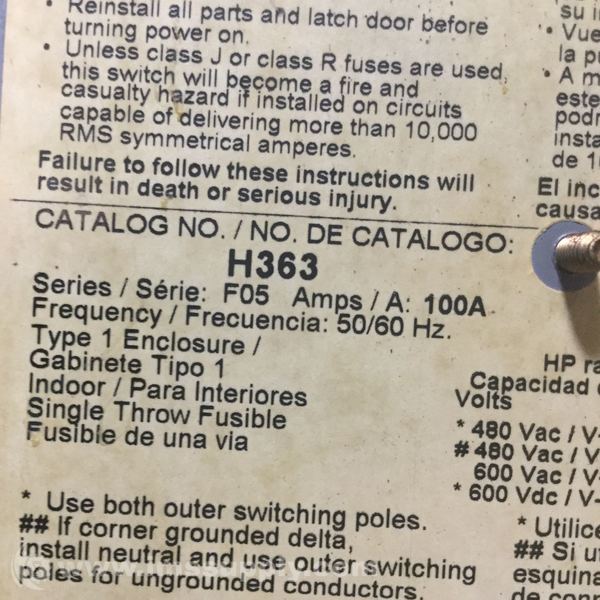 • Reinstall all parts and latch door before
turning power on.
• Unless class J or class R fuses are used,
this switch will become a fire and
casualty hazard if installed on circuits
capable of delivering more than 10,000
RMS symmetrical amperes.
Failure to follow these instructions will
result in death or serious injury.
su i
• Vue
la pu
• A m
este
podr
insta
de 1
El inc
causa
CATALOG NO. / NO. DE CATALOGO:
H363
Series / Série: F05 Amps / A: 100A
Frequency / Frecuencia: 50/60 Hz.
Type 1 Enclosure /
Gabinete Tipo 1
Indoor / Para Interiores
Single Throw Fusible
Fusible de una via
HP ra
Capacidad
Volts
* 480 Vac / V
# 480 Vac / V
600 Vac / V
* 600 Vdc / V-
* Use both outer switching poles.
## If corner grounded delta,
install neutral and use outer switching
poles for ungrounded conductors.
* Utilice
## Si u
esquina
de con